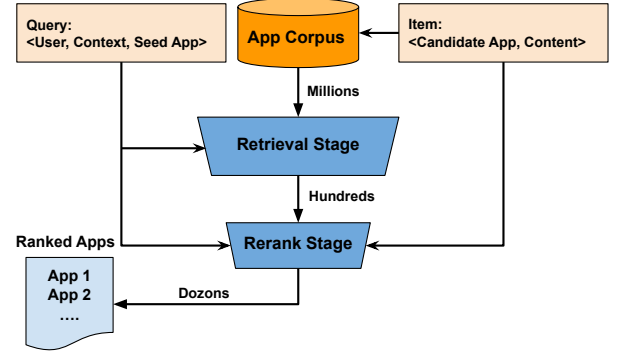 Query:
<User, Context, Seed App>
App Corpus
Item:
<Candidate App, Content>
Millions
Retrieval Stage
Hundreds
Rerank Stage
Ranked Apps
App 1
App 2
....
Dozons